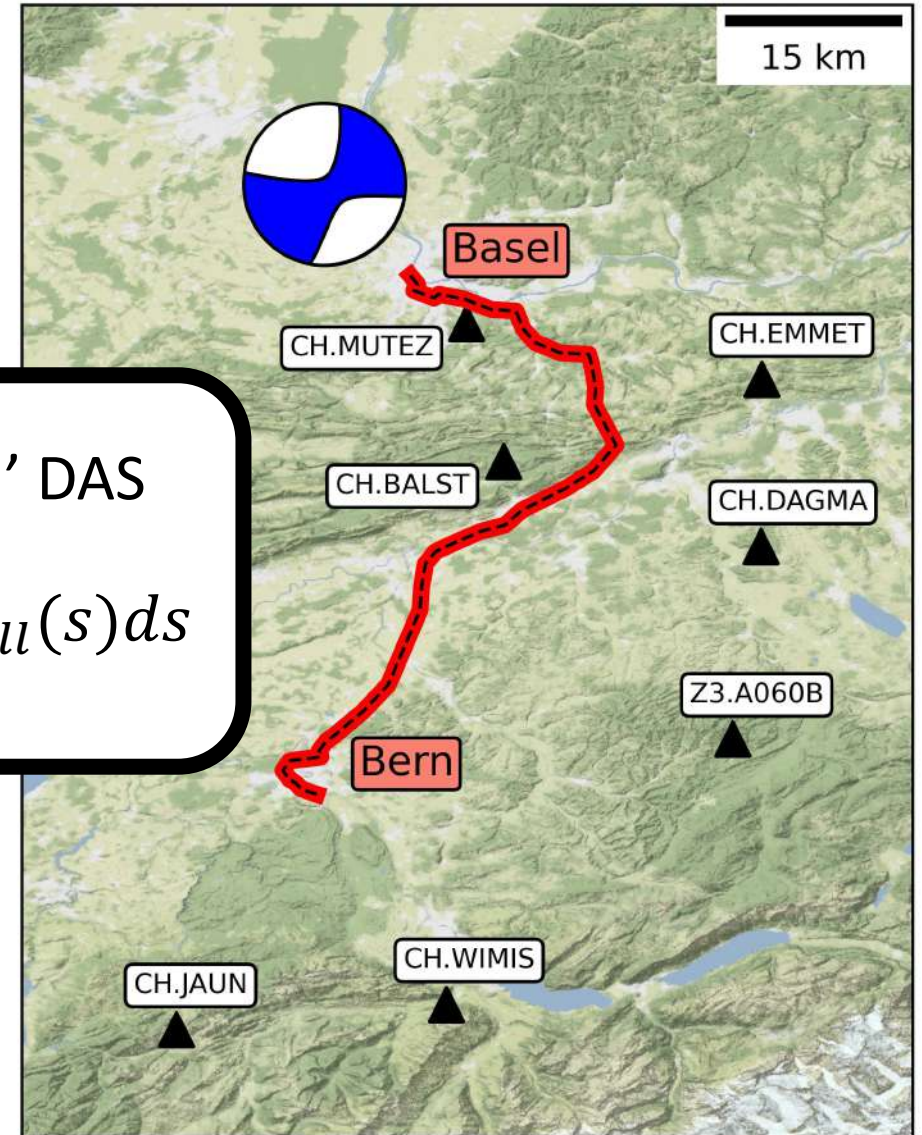 15 km
Basel
CH.MUTEZ
CH.EMMET
’ DAS
CH.BALST
CH.DAGMA
ll(s)ds
Z3.A060B
Bern
CH.WIMIS
CH.JAUN